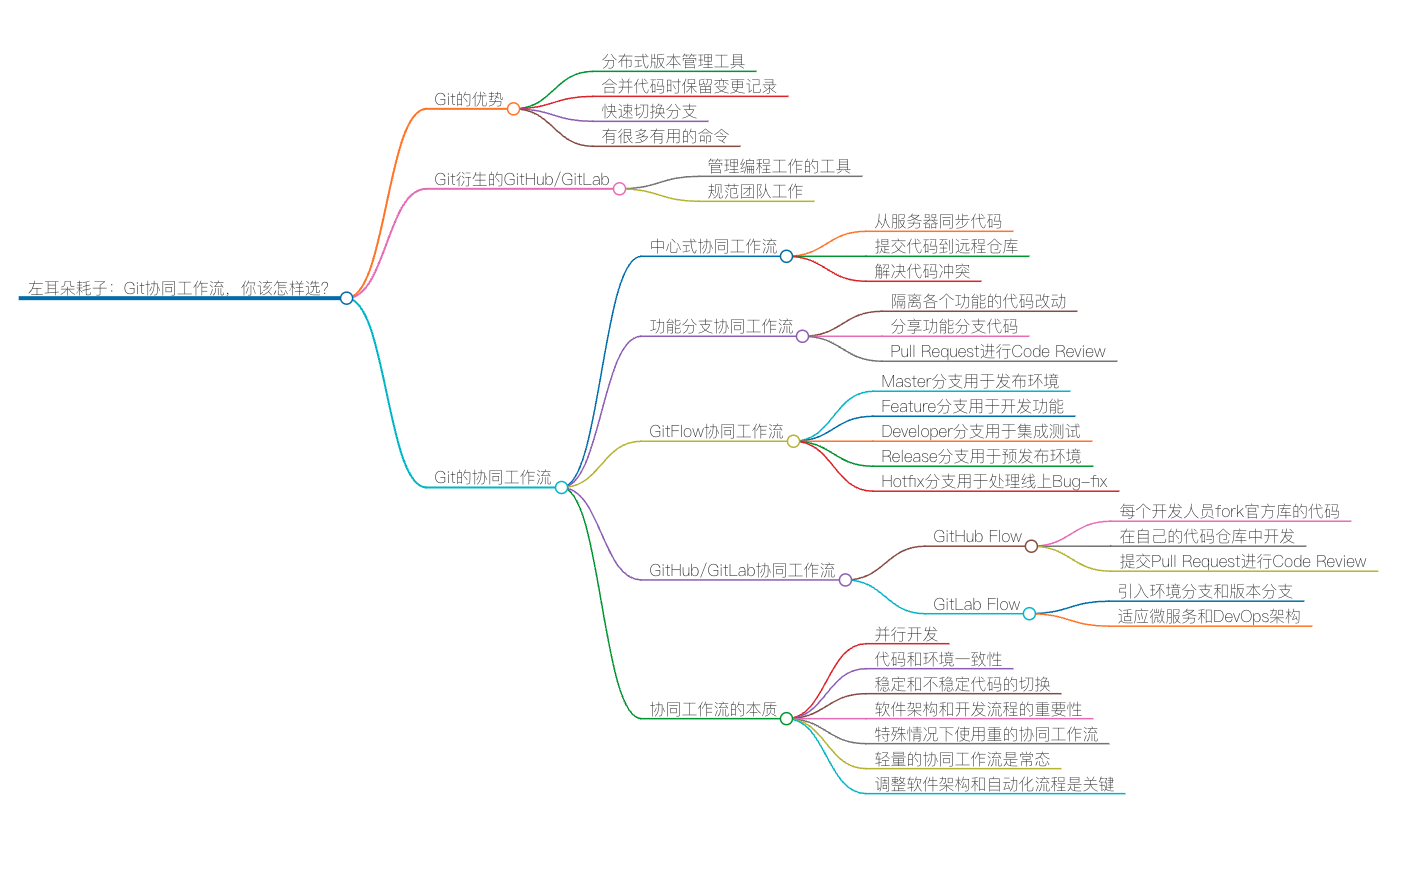 左耳朵耗子：Git协同工作流，你该怎样选？
Git的优势
分布式版本管理工具
合并代码时保留变更记录
快速切换分支
有很多有用的命令
Git衍生的GitHub/GitLab
管理编程工作的工具
规范团队工作
Git的协同工作流
中心式协同工作流
从服务器同步代码
提交代码到远程仓库
解决代码冲突
功能分支协同工作流
隔离各个功能的代码改动
分享功能分支代码
Pull Request进行Code Review
GitFlow协同工作流
Master分支用于发布环境
Feature分支用于开发功能
Developer分支用于集成测试
Release分支用于预发布环境
Hotfix分支用于处理线上Bug-fix
GitHub/GitLab协同工作流
GitHub Flow
每个开发人员fork官方库的代码
在自己的代码仓库中开发
提交Pull Request进行Code Review
GitLab Flow
引入环境分支和版本分支
适应微服务和DevOps架构
协同工作流的本质
并行开发
代码和环境一致性
稳定和不稳定代码的切换
软件架构和开发流程的重要性
特殊情况下使用重的协同工作流
轻量的协同工作流是常态
调整软件架构和自动化流程是关键